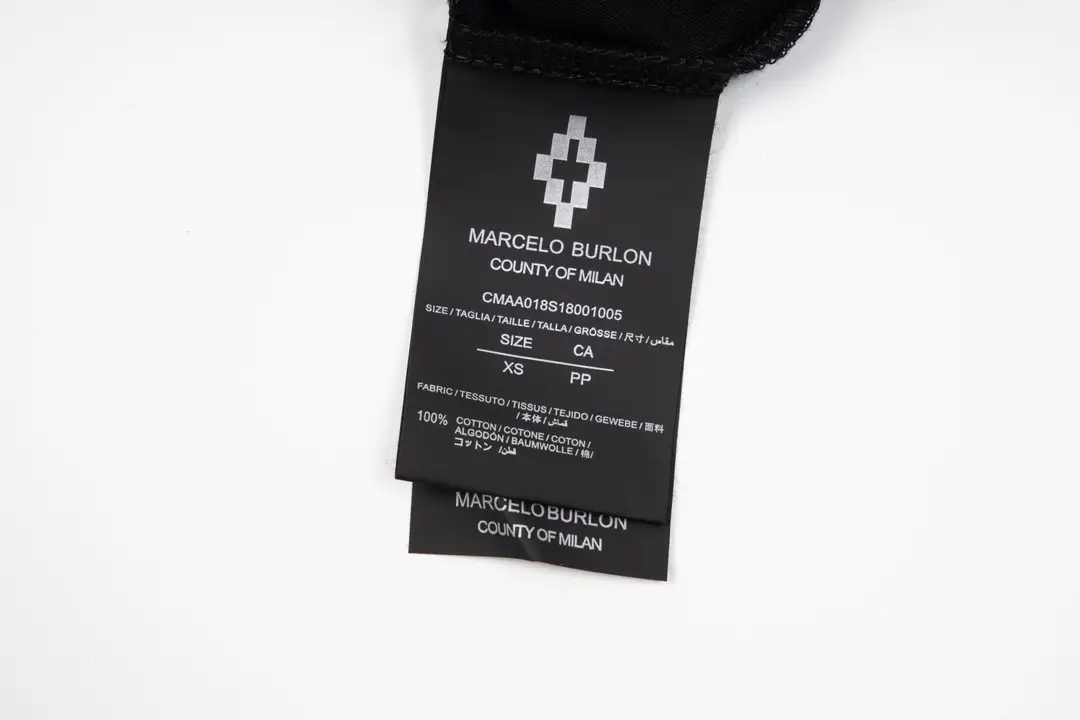 MARCELO BURLON
COUNTY OF MILAN
CMAA018S18001005
SIZE / TAGLIA / TAILLE / TALLA / GRÖSSE / 尺寸 / مقاس
SIZE CA
XS PP
FABRIC / TESSUTO / TISSUS / TEJIDO / GEWEBE / 面料
/ 本体 / قماش
100% COTTON / COTONE / COTON /
ALGODÓN / BAUMWOLLE / 棉/
コットン /قطن
MARCELO BURLON
COUNTY OF MILAN